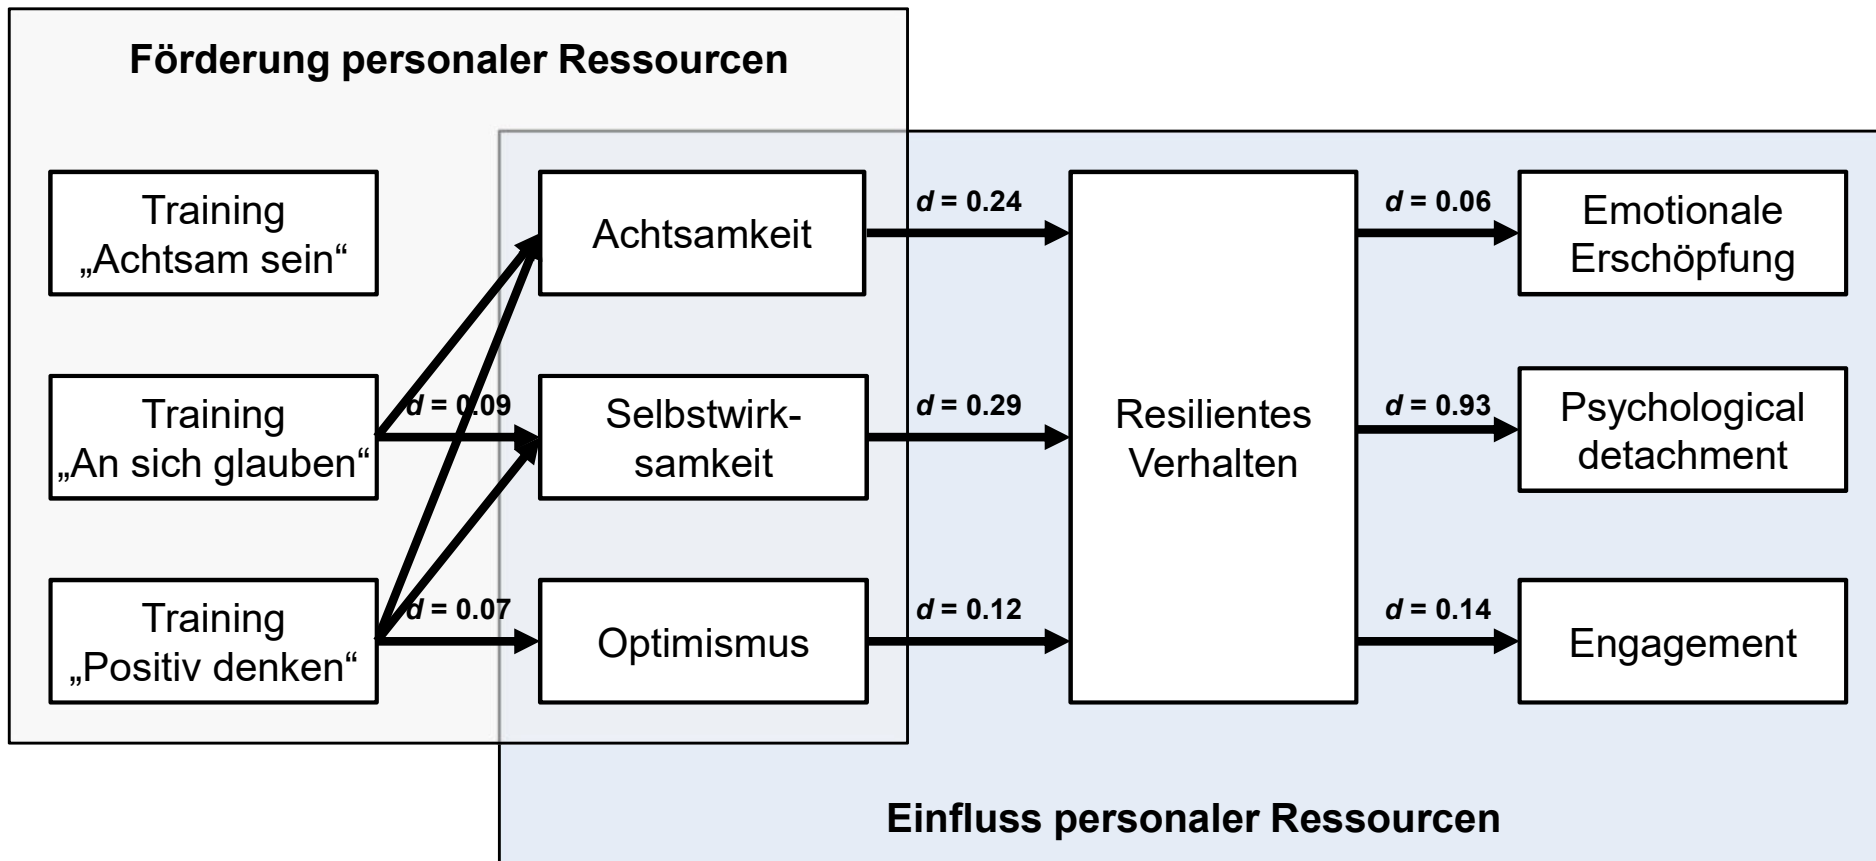 Förderung personaler Ressourcen
Training
„Achtsam sein“
Achtsamkeit
d = 0.24
d = 0.06
Emotionale
Erschöpfung
Training
„An sich glauben“
d = 0.09
Selbstwirk-
samkeit
d = 0.29
Resilientes
Verhalten
d = 0.93
Psychological
detachment
Training
„Positiv denken“
d = 0.07
Optimismus
d = 0.12
d = 0.14
Engagement
Einfluss personaler Ressourcen